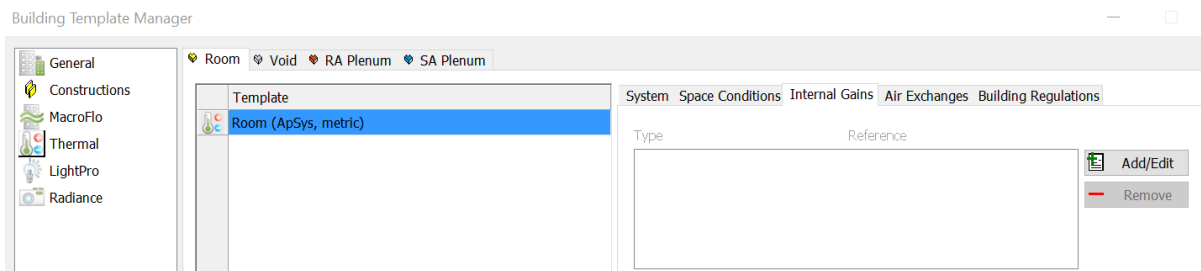 Building Template Manager
General
Constructions
MacroFlo
Thermal
LightPro
Radiance
Room Void RA Plenum SA Plenum
Template
Room (ApSys, metric)
System Space Conditions Internal Gains Air Exchanges Building Regulations
Type Reference
Add/Edit
Remove